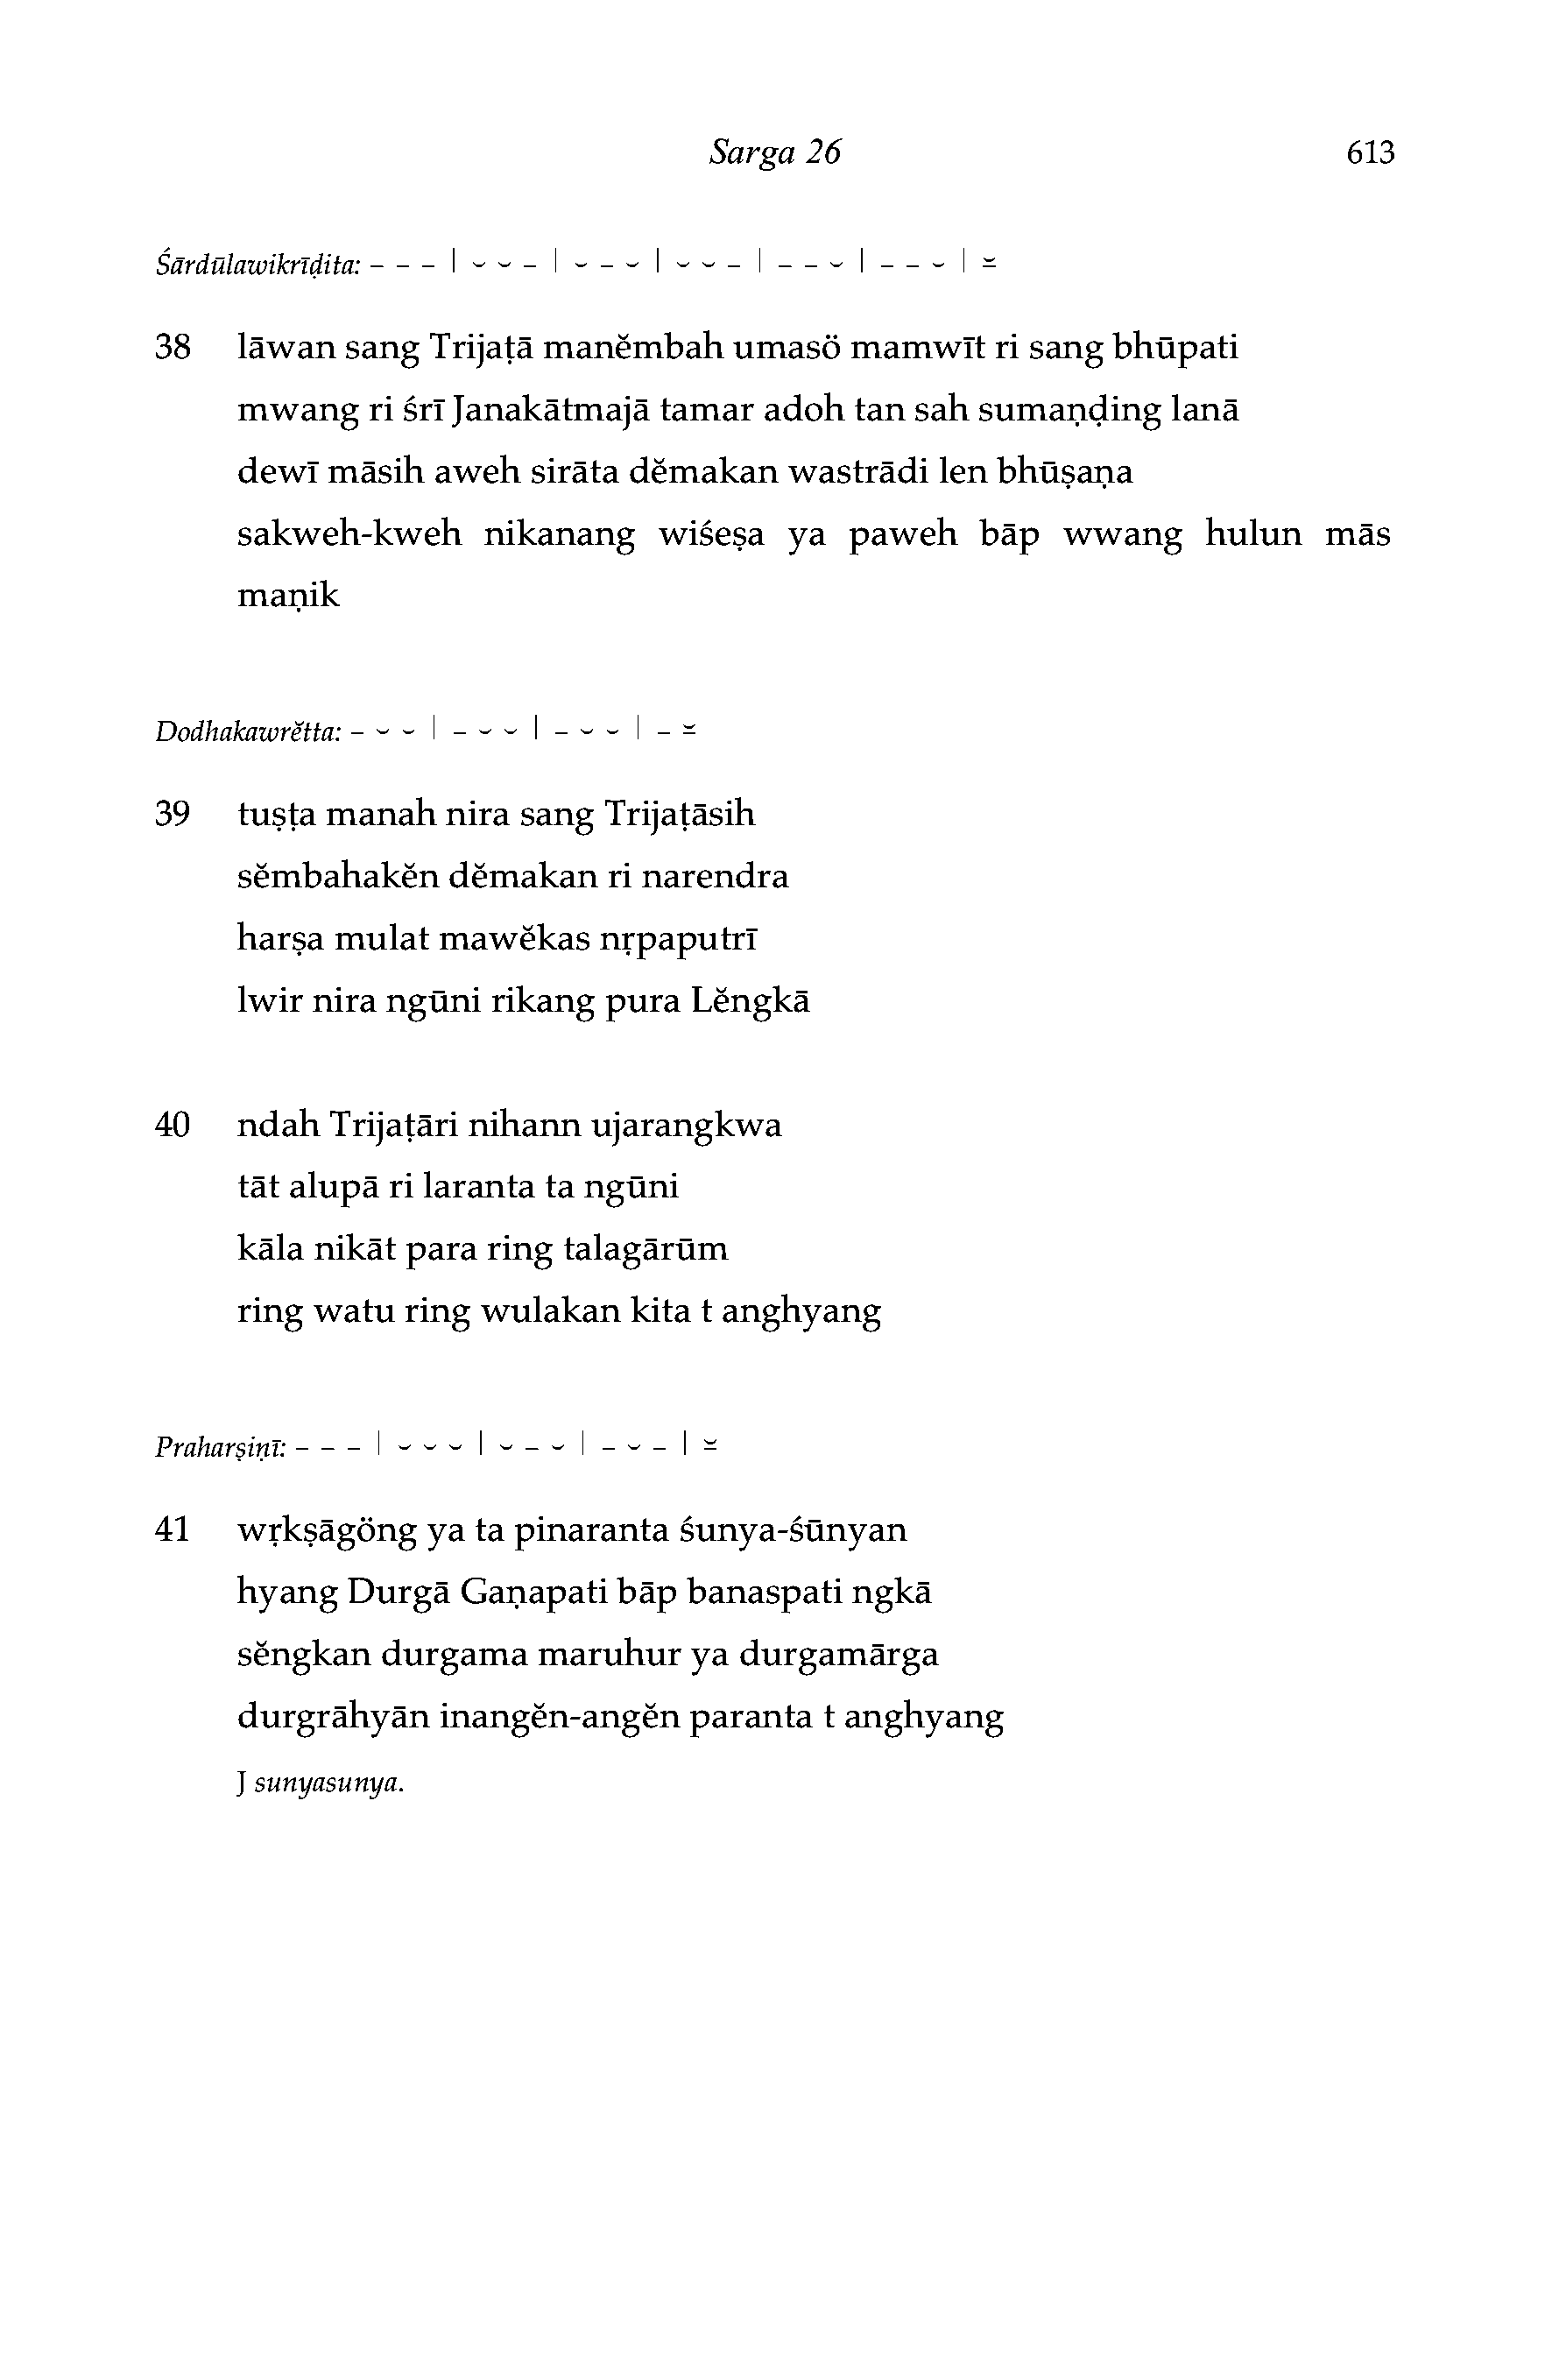 Sarga 26 613
Śārdūlawikrīḍita: – – – | ⏑ ⏑ – | ⏑ – ⏑ | ⏑ ⏑ – | – – ⏑ | – – ⏑ | ⏓
38 lāwan sang Trijaṭā manĕmbah umasö mamwīt ri sang bhūpati
mwang ri śrī Janakātmajā tamar adoh tan sah sumaṇḍing lanā
dewī māsih aweh sirāta dĕmakan wastrādi len bhūṣaṇa
sakweh-kweh nikanang wiśeṣa ya paweh bāp wwang hulun mās
maṇik
Dodhakawrĕtta: – ⏑ ⏑ | – ⏑ ⏑ | – ⏑ ⏑ | – ⏓
39 tuṣṭa manah nira sang Trijaṭāsih
sĕmbahakĕn dĕmakan ri narendra
harṣa mulat mawĕkas nṛpaputrī
lwir nira ngūni rikang pura Lĕngkā
40 ndah Trijaṭāri nihann ujarangkwa
tāt alupā ri laranta ta ngūni
kāla nikāt para ring talagārūm
ring watu ring wulakan kita t anghyang
Praharṣiṇī: – – – | ⏑ ⏑ ⏑ | ⏑ – ⏑ | – ⏑ – | ⏓
41 wṛkṣāgöng ya ta pinaranta śunya-śūnyan
hyang Durgā Gaṇapati bāp banaspati ngkā
sĕngkan durgama maruhur ya durgamārga
durgrāhyān inangĕn-angĕn paranta t anghyang
J sunyasunya.